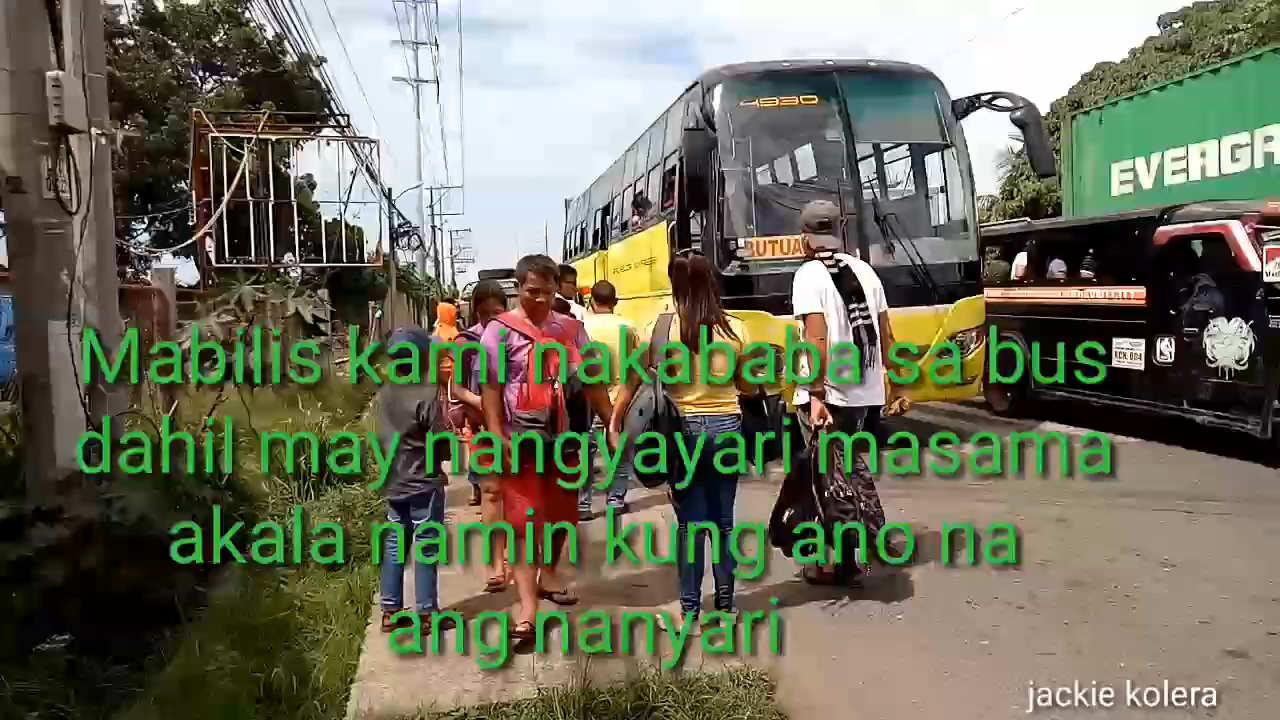 4930
BUTUA
EVERGR
Mabilis kami nakababa sa bus
dahil may nangyayari masama
akala namin kung ano na
ang nanyari
jackie kolera